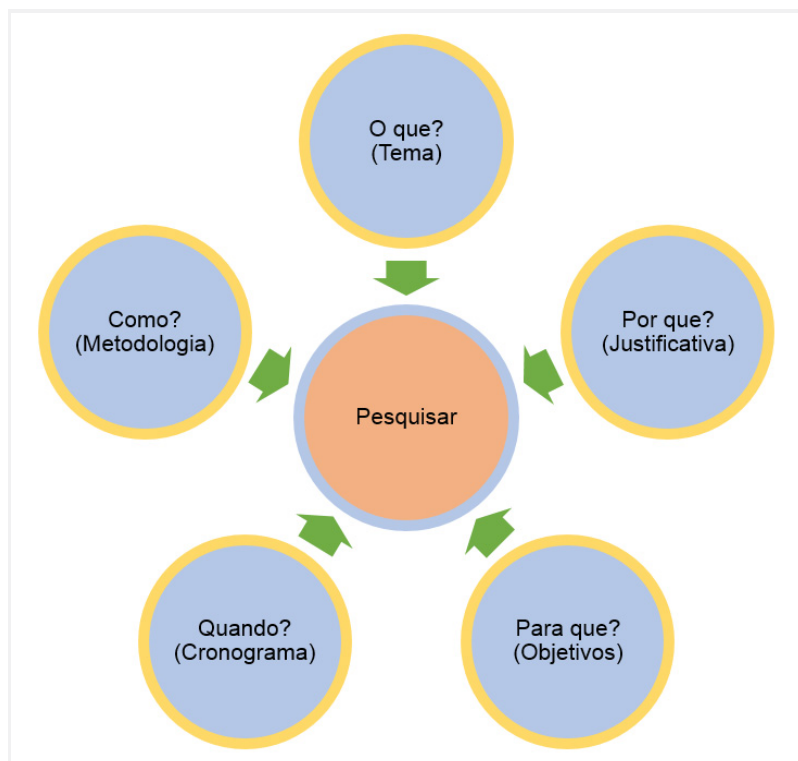 O que?
(Tema)
Por que?
(Justificativa)
Para que?
(Objetivos)
Quando?
(Cronograma)
Como?
(Metodologia)
Pesquisar